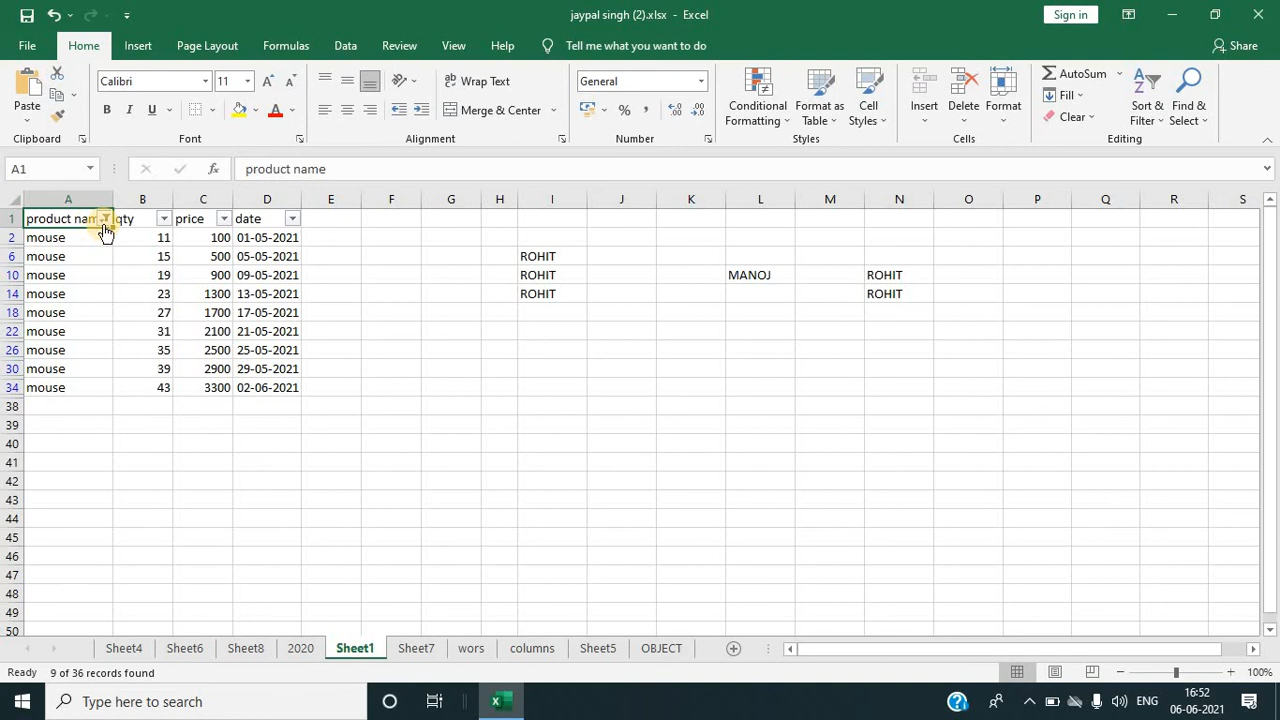 jaypal singh (2).xlsx - Excel
Sign in
File Home Insert Page Layout Formulas Data Review View Help Tell me what you want to do Share
Paste
Clipboard
Calibri 11
B I U
Font
Wrap Text
Merge & Center
Alignment
General
%
Number
Conditional Formatting
Format as Table
Cell Styles
Styles
Insert Delete Format
Cells
AutoSum
Fill
Clear
Sort & Filter
Find & Select
Editing
A1 fx product name
A B C D E F G H I J K L M N O P Q R S
1 product nam qty price date
2 mouse 11 100 01-05-2021
6 mouse 15 500 05-05-2021 ROHIT
10 mouse 19 900 09-05-2021 ROHIT MANOJ ROHIT
14 mouse 23 1300 13-05-2021 ROHIT ROHIT
18 mouse 27 1700 17-05-2021
22 mouse 31 2100 21-05-2021
26 mouse 35 2500 25-05-2021
30 mouse 39 2900 29-05-2021
34 mouse 43 3300 02-06-2021
38
39
40
41
42
43
44
45
46
47
48
49
50
Sheet4 Sheet6 Sheet8 2020 Sheet1 Sheet7 wors columns Sheet5 OBJECT
Ready 9 of 36 records found 100%
Type here to search
ENG
16:52
06-06-2021